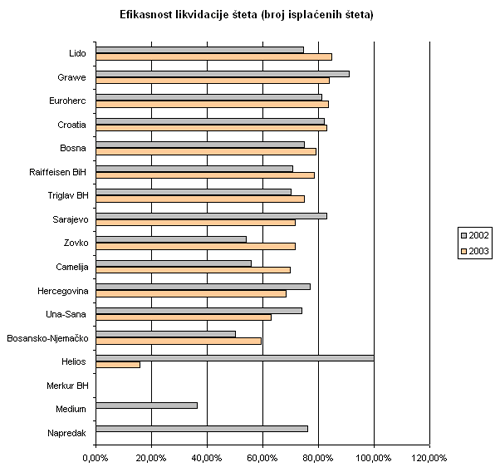 Efikasnost likvidacije šteta (broj isplaćenih šteta)
Lido
Grawe
Euroherc
Croatia
Bosna
Raiffeisen BiH
Triglav BH
Sarajevo
Zovko
Camelija
Hercegovina
Una-Sana
Bosansko-Njemačko
Helios
Merkur BH
Medium
Napredak
2002
2003
0,00% 20,00% 40,00% 60,00% 80,00% 100,00% 120,00%